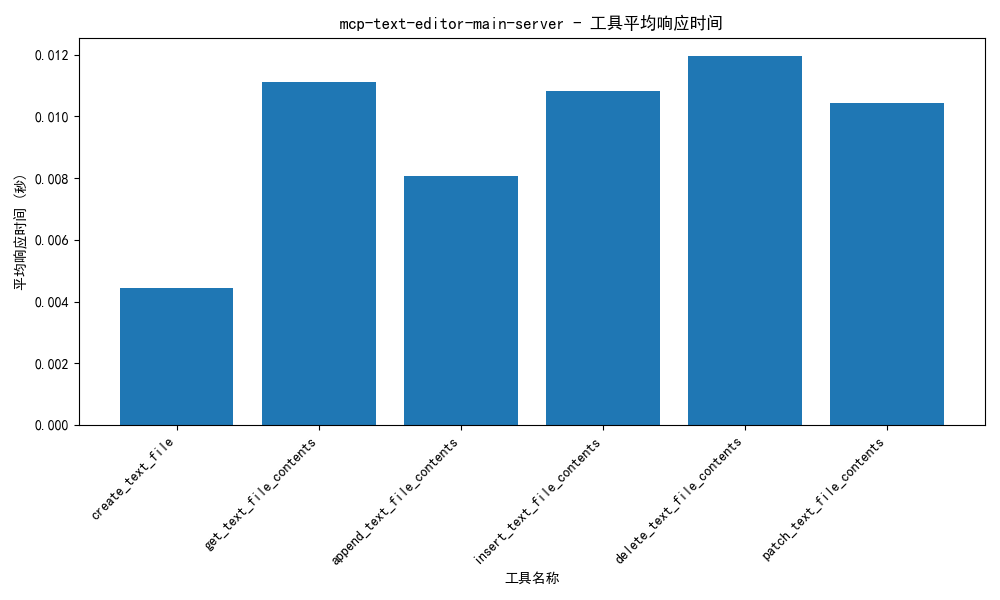 mcp-text-editor-main-server - 工具平均响应时间
平均响应时间 (秒)
0.012
0.010
0.008
0.006
0.004
0.002
0.000
create_text_file
get_text_file_contents
append_text_file_contents
insert_text_file_contents
delete_text_file_contents
patch_text_file_contents
工具名称